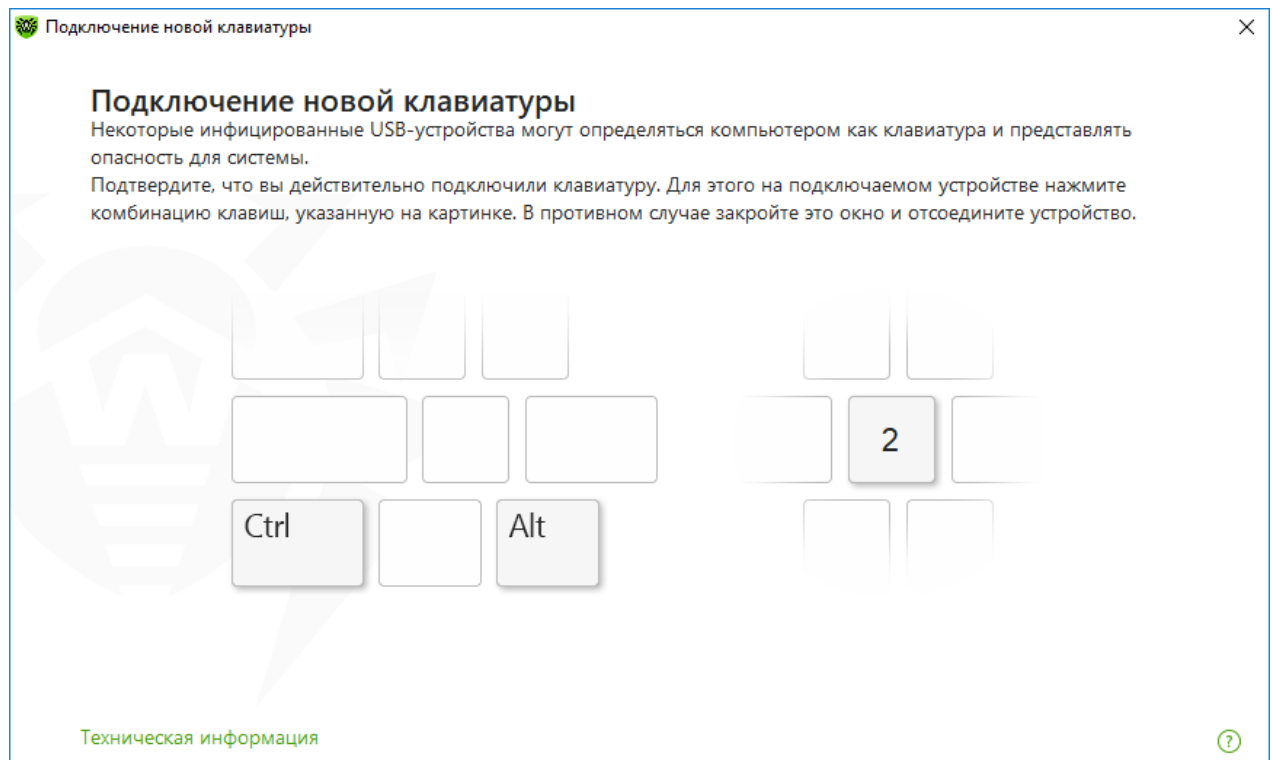 Подключение новой клавиатуры
Подключение новой клавиатуры
Некоторые инфицированные USB-устройства могут определяться компьютером как клавиатура и представлять
опасность для системы.
Подтвердите, что вы действительно подключили клавиатуру. Для этого на подключаемом устройстве нажмите
комбинацию клавиш, указанную на картинке. В противном случае закройте это окно и отсоедините устройство.
2
Ctrl Alt
Техническая информация ?